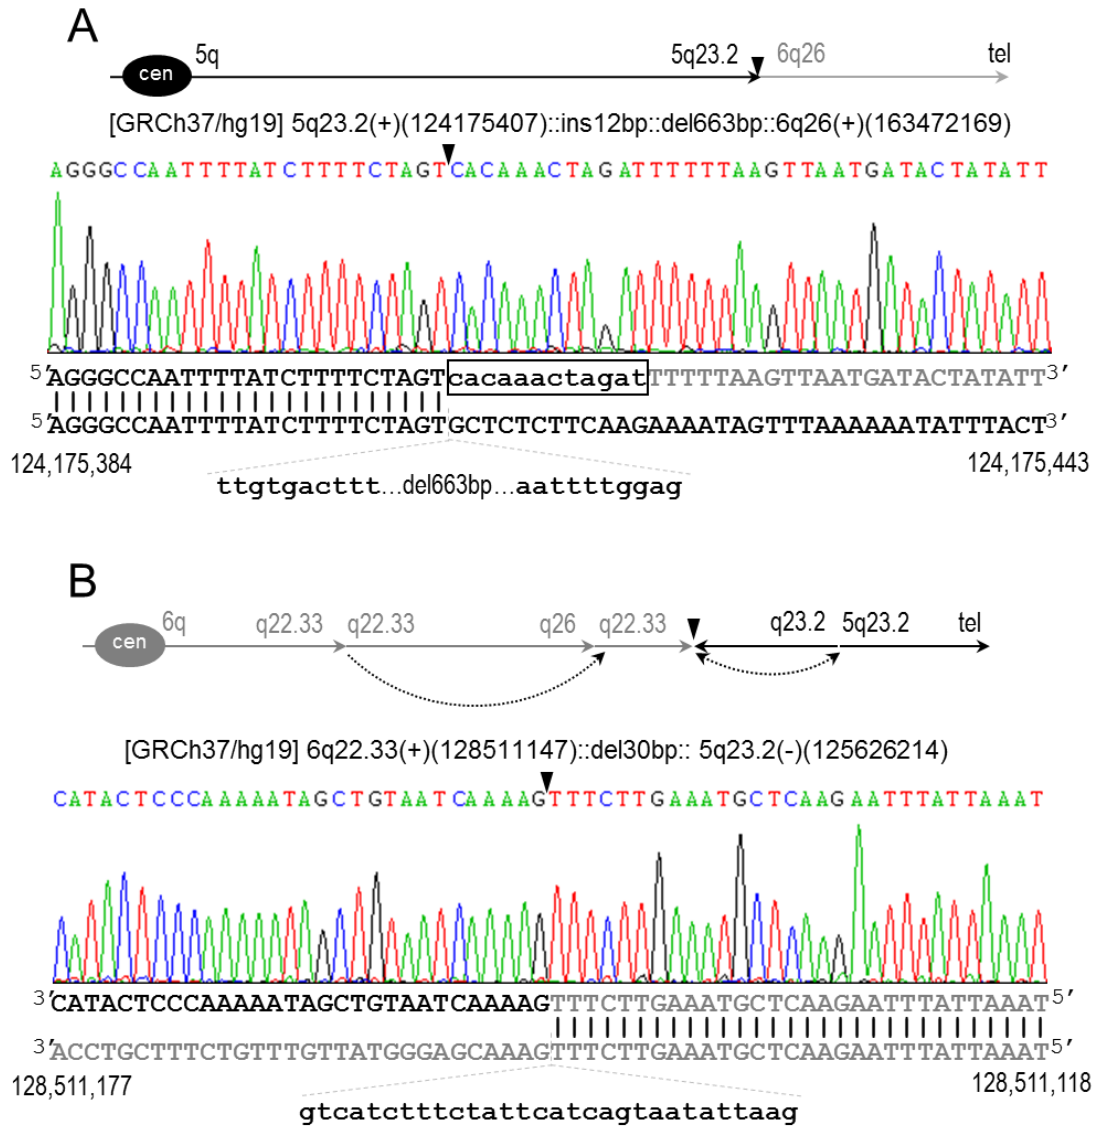 A
cen 5q 5q23.2 6q26 tel
[GRCh37/hg19] 5q23.2(+)(124175407)::ins12bp::del663bp::6q26(+)(163472169)
AGGGCCAATTTTATCTTTTCTAGTCACAAACTAGATTTTTTAAGTTAATGATACTATATT
5′AGGGCCAATTTTATCTTTTCTAGTcacaaactagatTTTTTAAGTTAATGATACTATATT3′
5′AGGGCCAATTTTATCTTTTCTAGTGCTCTCTTCAAGAAAATAGTTTAAAAAATATTTACT3′
124,175,384 124,175,443
ttgtgacttt...del663bp...aattttggag
B
cen 6q q22.33 q22.33 q26 q22.33 q23.2 5q23.2 tel
[GRCh37/hg19] 6q22.33(+)(128511147)::del30bp:: 5q23.2(-)(125626214)
CATACTCCCAAAAATAGCTGTAATCAAAAGTTTCTTGAAATGCTCAAGAATTTATTAAAT
3′CATACTCCCAAAAATAGCTGTAATCAAAAGTTTCTTGAAATGCTCAAGAATTTATTAAAT5′
3′ACCTGCTTTCTGTTTGTTATGGGAGCAAAGTTTCTTGAAATGCTCAAGAATTTATTAAAT5′
128,511,177 128,511,118
gtcatctttctattcatcagtaatattaag